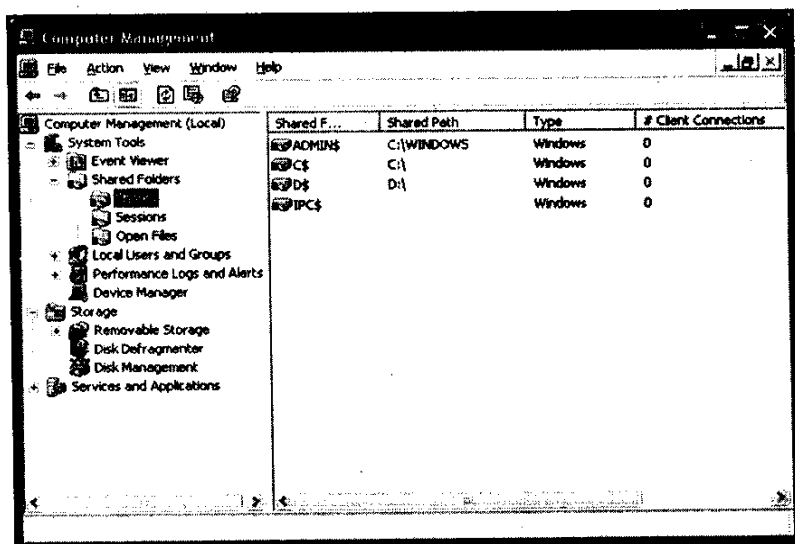 Computer Management
File Action View Window Help
Computer Management (Local)
System Tools
Event Viewer
Shared Folders
Sessions
Open Files
Local Users and Groups
Performance Logs and Alerts
Device Manager
Storage
Removable Storage
Disk Defragmenter
Disk Management
Services and Applications
Shared F... Shared Path Type # Client Connections
ADMIN$ C:\WINDOWS Windows 0
C$ C:\ Windows 0
D$ D:\ Windows 0
IPC$ Windows 0